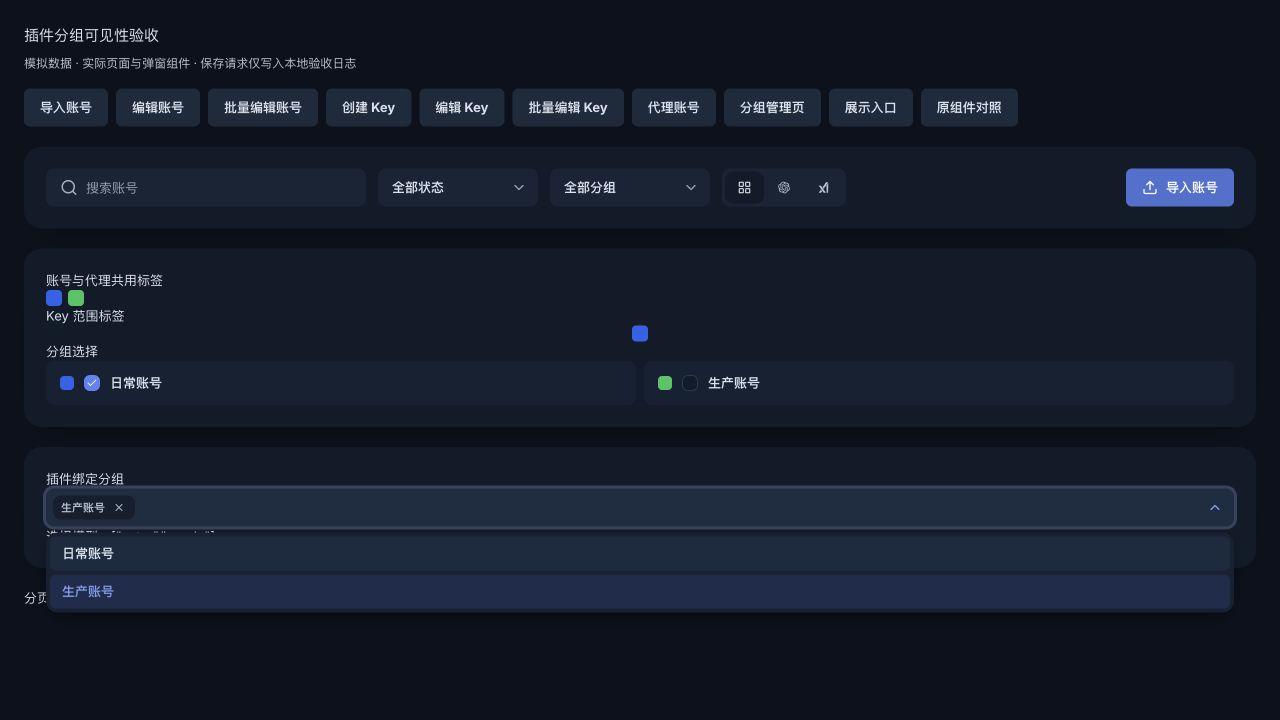 插件分组可见性验收
模拟数据 · 实际页面与弹窗组件 · 保存请求仅写入本地验收日志
导入账号 编辑账号 批量编辑账号 创建 Key 编辑 Key 批量编辑 Key 代理账号 分组管理页 展示入口 原组件对照
搜索账号 全部状态 全部分组 导入账号
账号与代理共用标签
Key 范围标签
分组选择
日常账号 生产账号
插件绑定分组
生产账号
日常账号
生产账号
分页